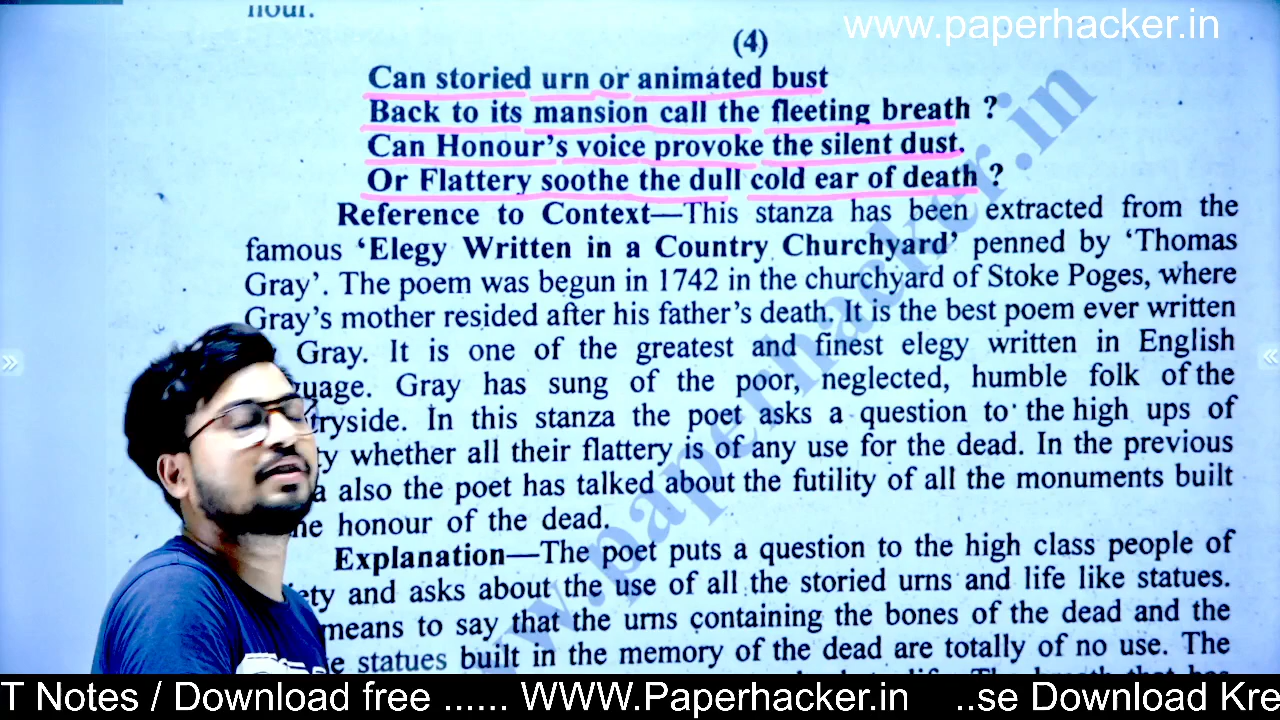 nour.
www.paperhacker.in
(4)
Can storied urn or animated bust
Back to its mansion call the fleeting breath ?
Can Honour's voice provoke the silent dust.
Or Flattery soothe the dull cold ear of death ?
Reference to Context—This stanza has been extracted from the
famous 'Elegy Written in a Country Churchyard' penned by 'Thomas
Gray'. The poem was begun in 1742 in the churchyard of Stoke Poges, where
Gray's mother resided after his father's death. It is the best poem ever written
Gray. It is one of the greatest and finest elegy written in English
guage. Gray has sung of the poor, neglected, humble folk of the
tryside. In this stanza the poet asks a question to the high ups of
ty whether all their flattery is of any use for the dead. In the previous
a also the poet has talked about the futility of all the monuments built
he honour of the dead.
Explanation—The poet puts a question to the high class people of
ety and asks about the use of all the storied urns and life like statues.
means to say that the urns containing the bones of the dead and the
e statues built in the memory of the dead are totally of no use. The
w.paperhacker.in
T Notes / Download free ...... WWW.Paperhacker.in ..se Download Kre